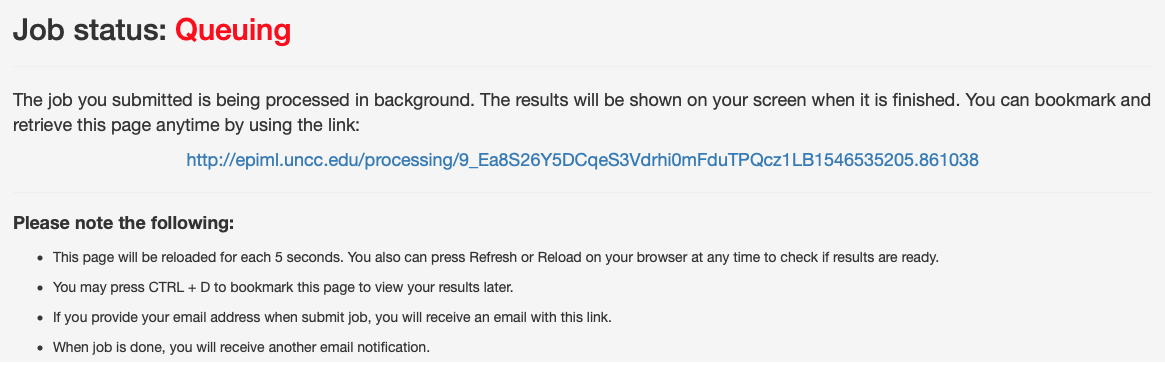 Job status: Queuing
The job you submitted is being processed in background. The results will be shown on your screen when it is finished. You can bookmark and
retrieve this page anytime by using the link:
http://epiml.uncc.edu/processing/9_Ea8S26Y5DCqeS3Vdrhi0mFduTPQcz1LB1546535205.861038
Please note the following:
• This page will be reloaded for each 5 seconds. You also can press Refresh or Reload on your browser at any time to check if results are ready.
• You may press CTRL + D to bookmark this page to view your results later.
• If you provide your email address when submit job, you will receive an email with this link.
• When job is done, you will receive another email notification.